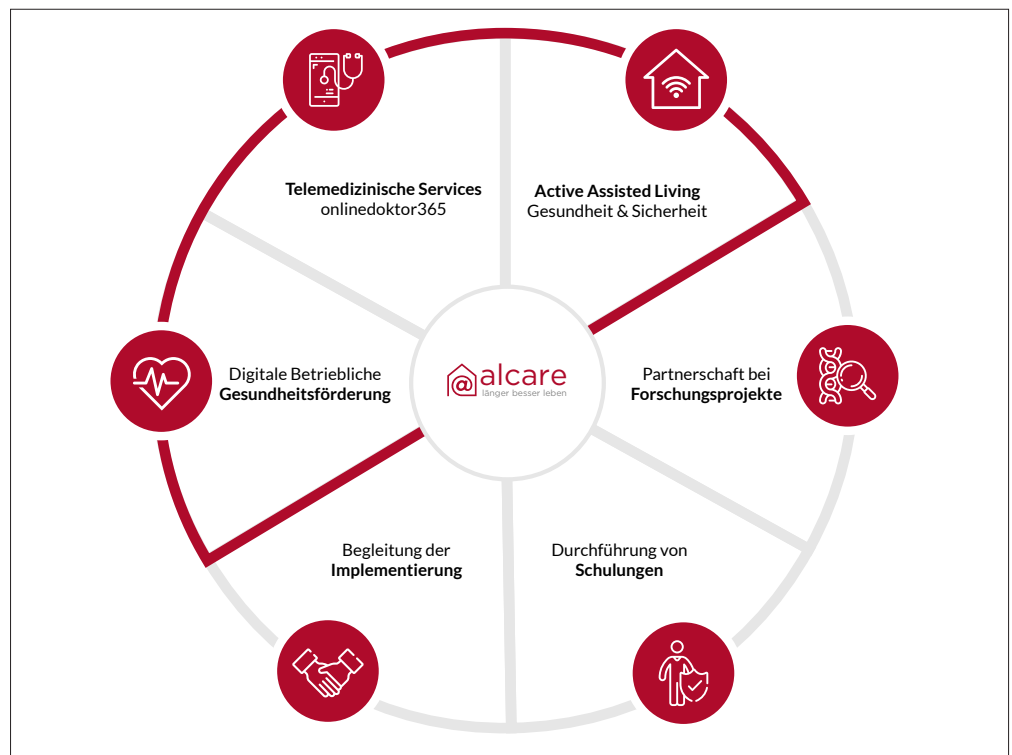 Telemedizinische Services
onlinedoktor365
Active Assisted Living
Gesundheit & Sicherheit
Digitale Betriebliche
Gesundheitsförderung
@alcare
länger besser leben
Partnerschaft bei
Forschungsprojekte
Begleitung der
Implementierung
Durchführung von
Schulungen